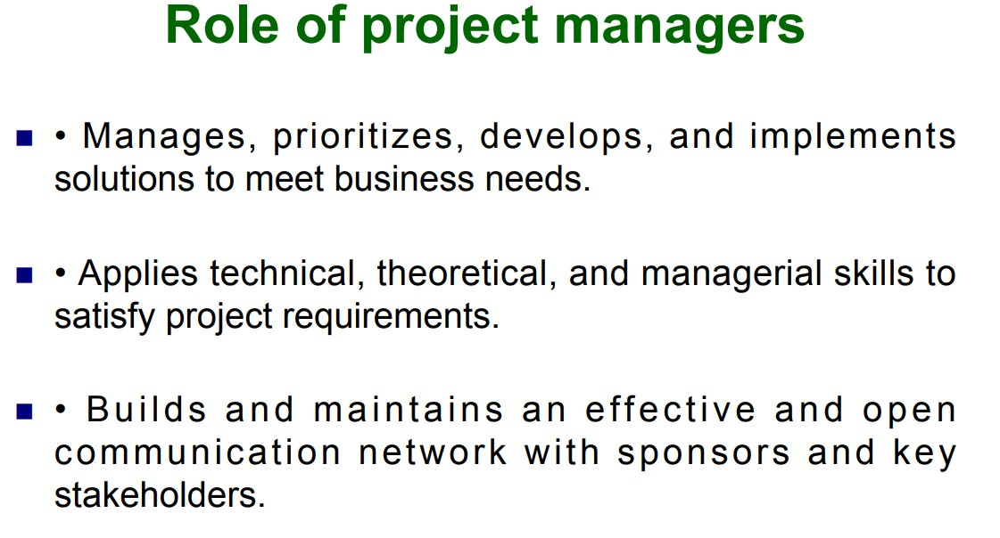 Role of project managers
■ • Manages, prioritizes, develops, and implements
solutions to meet business needs.
■ • Applies technical, theoretical, and managerial skills to
satisfy project requirements.
■ • Builds and maintains an effective and open
communication network with sponsors and key
stakeholders.